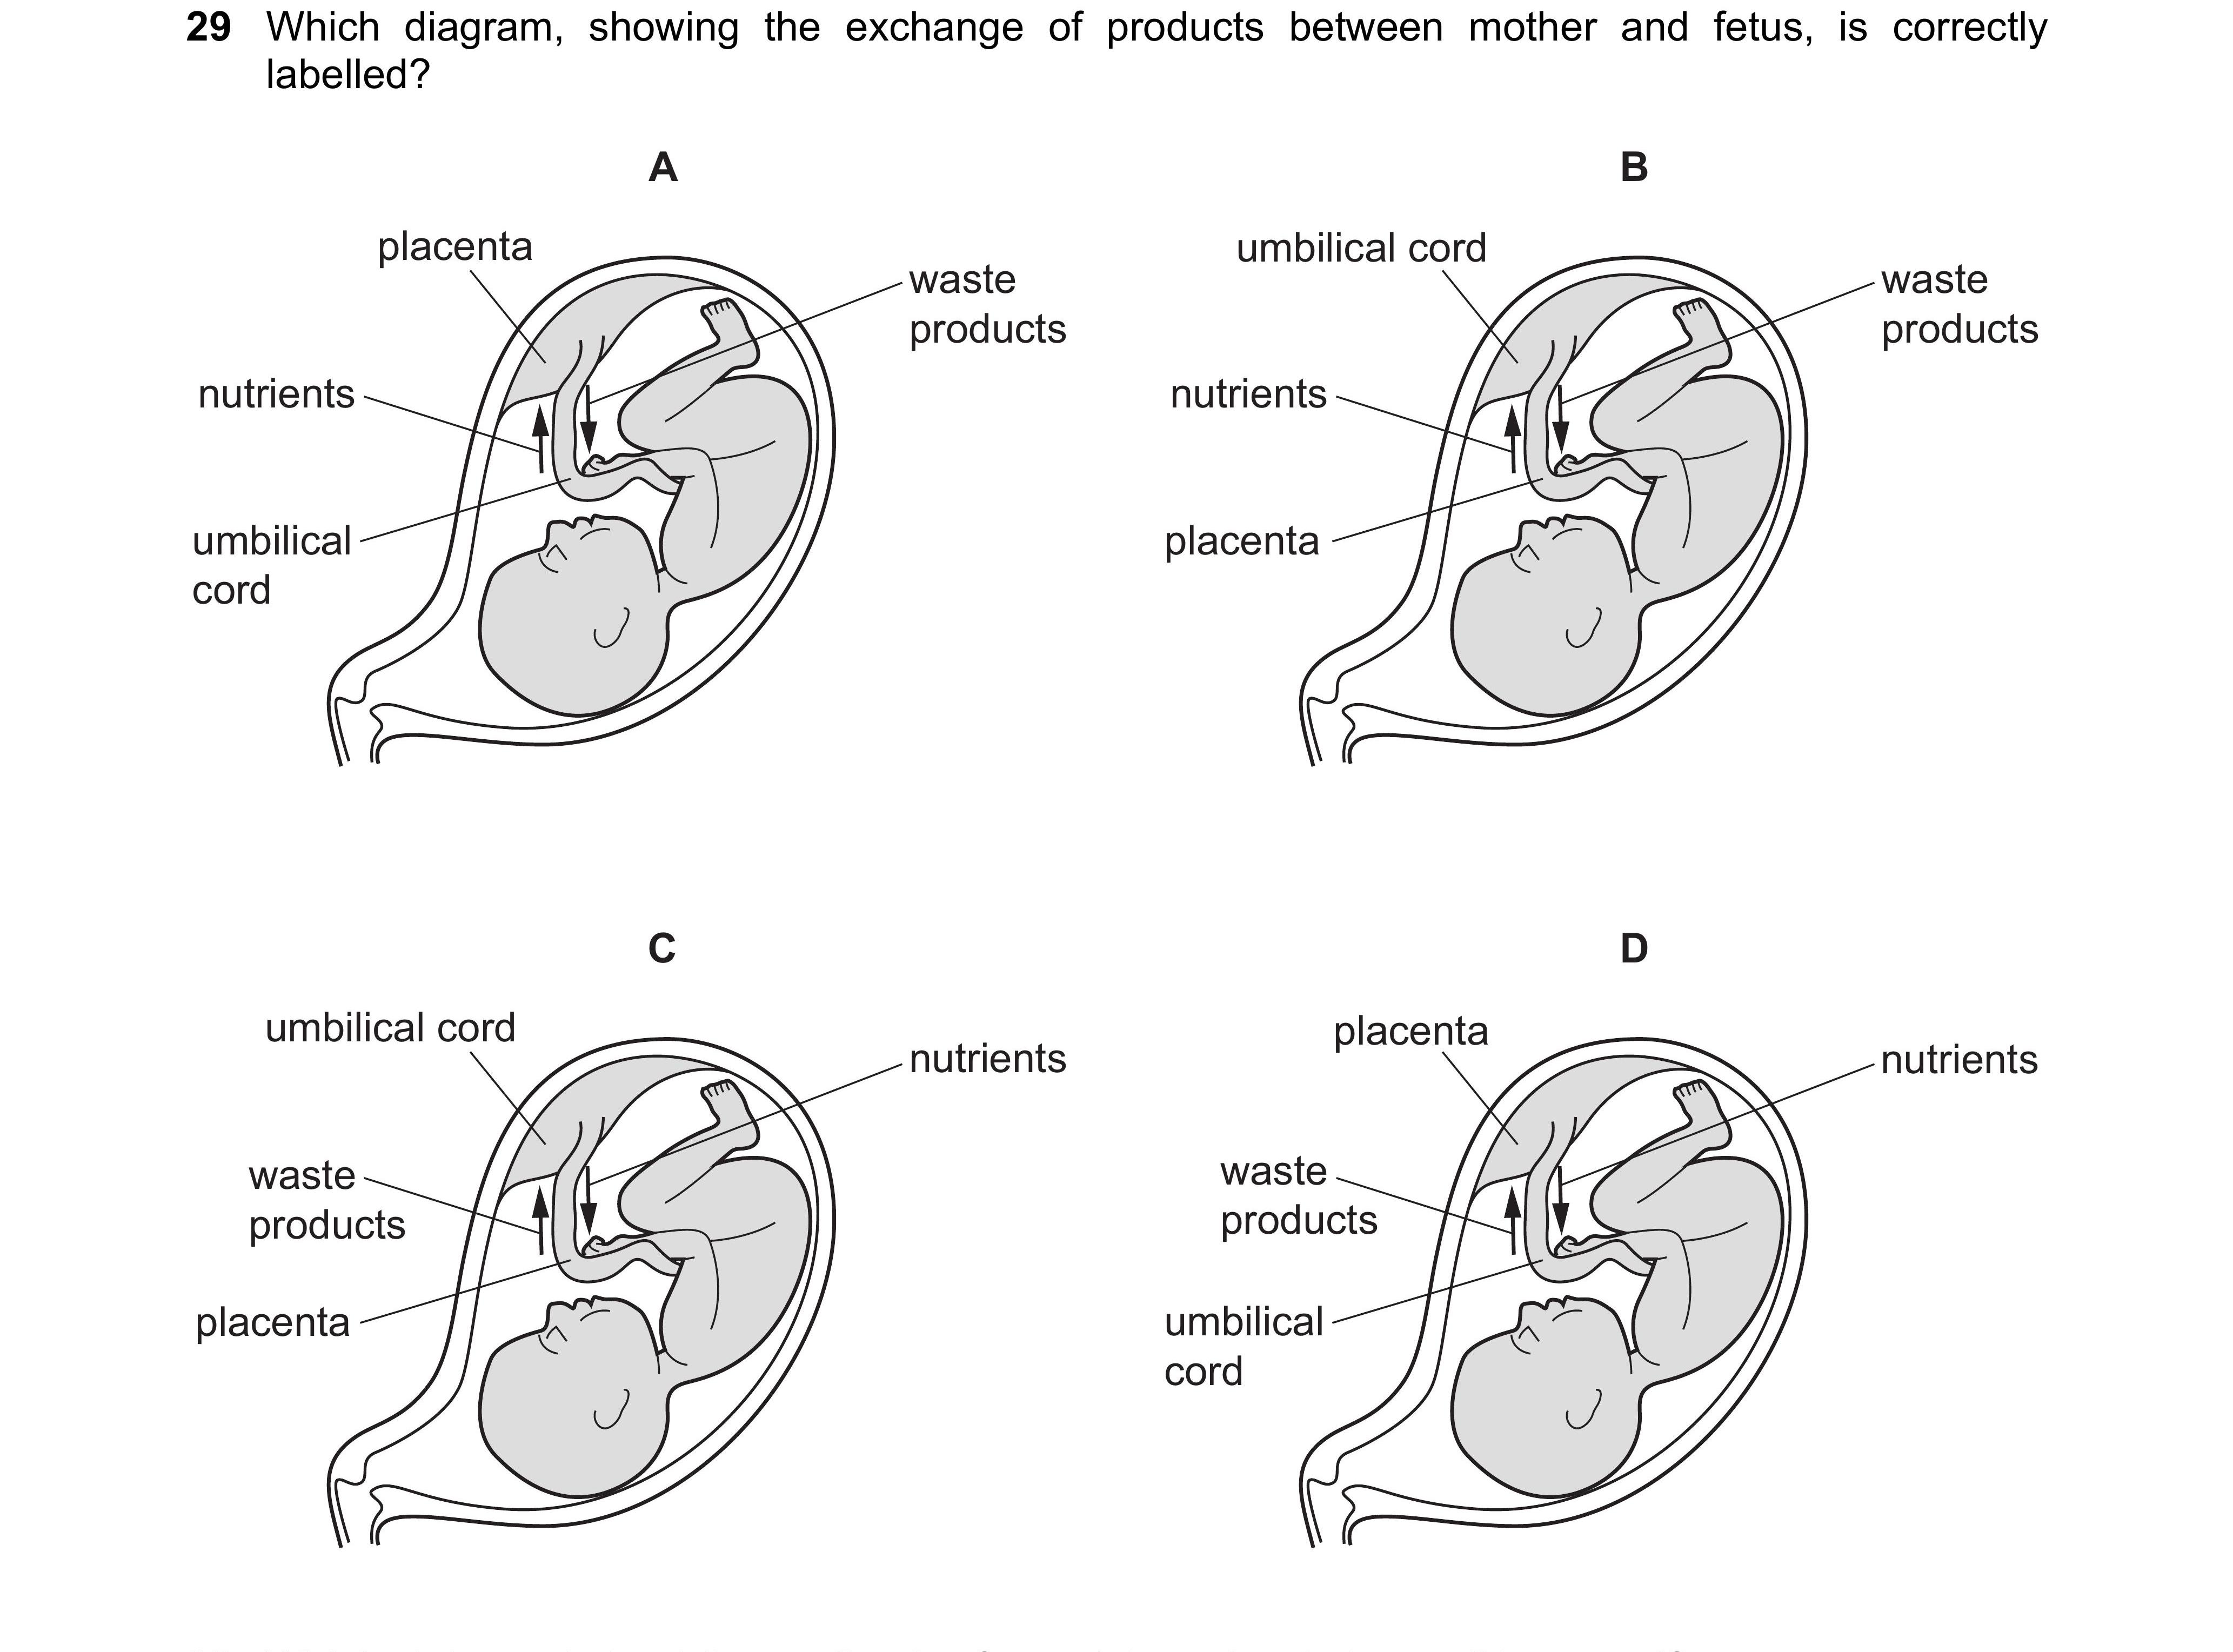 29 Which diagram, showing the exchange of products between mother and fetus, is correctly
labelled?
A
placenta
waste
products
nutrients
umbilical
cord
B
umbilical cord
waste
products
nutrients
placenta
C
umbilical cord
nutrients
waste
products
placenta
D
placenta
nutrients
waste
products
umbilical
cord